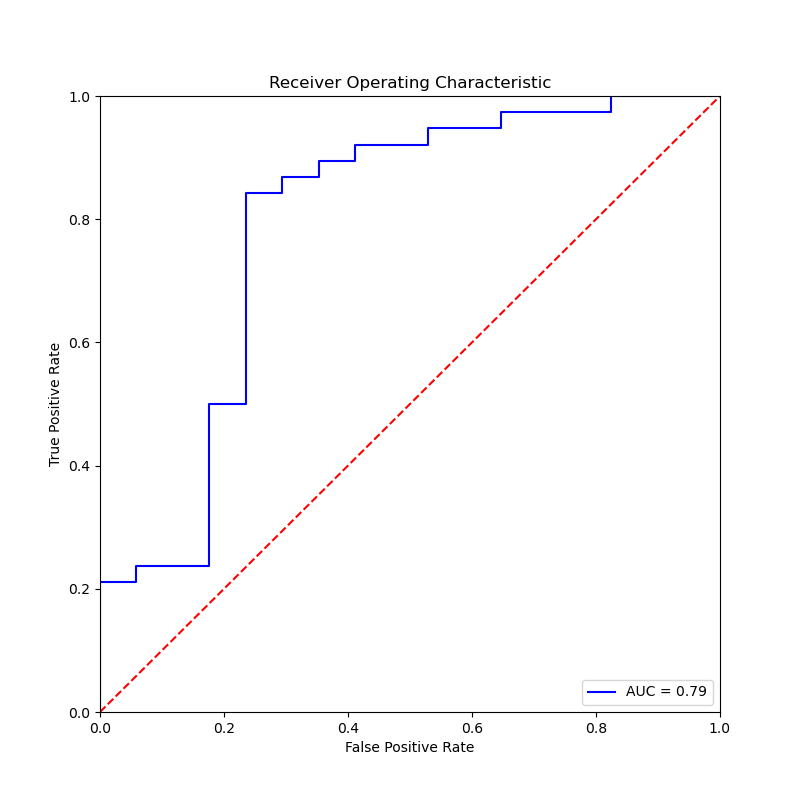 Receiver Operating Characteristic
True Positive Rate
1.0
0.8
0.6
0.4
0.2
0.0
AUC = 0.79
0.0 0.2 0.4 0.6 0.8 1.0
False Positive Rate